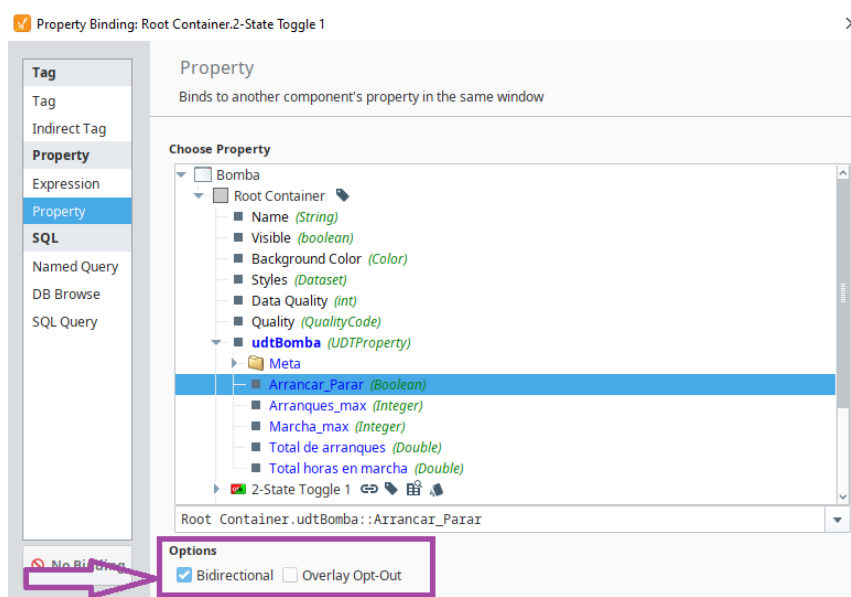 Property Binding: Root Container.2-State Toggle 1
Tag
Tag
Indirect Tag
Property
Expression
Property
SQL
Named Query
DB Browse
SQL Query
No Binding
Property
Binds to another component's property in the same window
Choose Property
Bomba
Root Container
Name (String)
Visible (boolean)
Background Color (Color)
Styles (Dataset)
Data Quality (int)
Quality (QualityCode)
udtBomba (UDTProperty)
Meta
Arrancar_Parar (Boolean)
Arranques_max (Integer)
Marcha_max (Integer)
Total de arranques (Double)
Total horas en marcha (Double)
2-State Toggle 1
Root Container.udtBomba::Arrancar_Parar
Options
Bidirectional Overlay Opt-Out